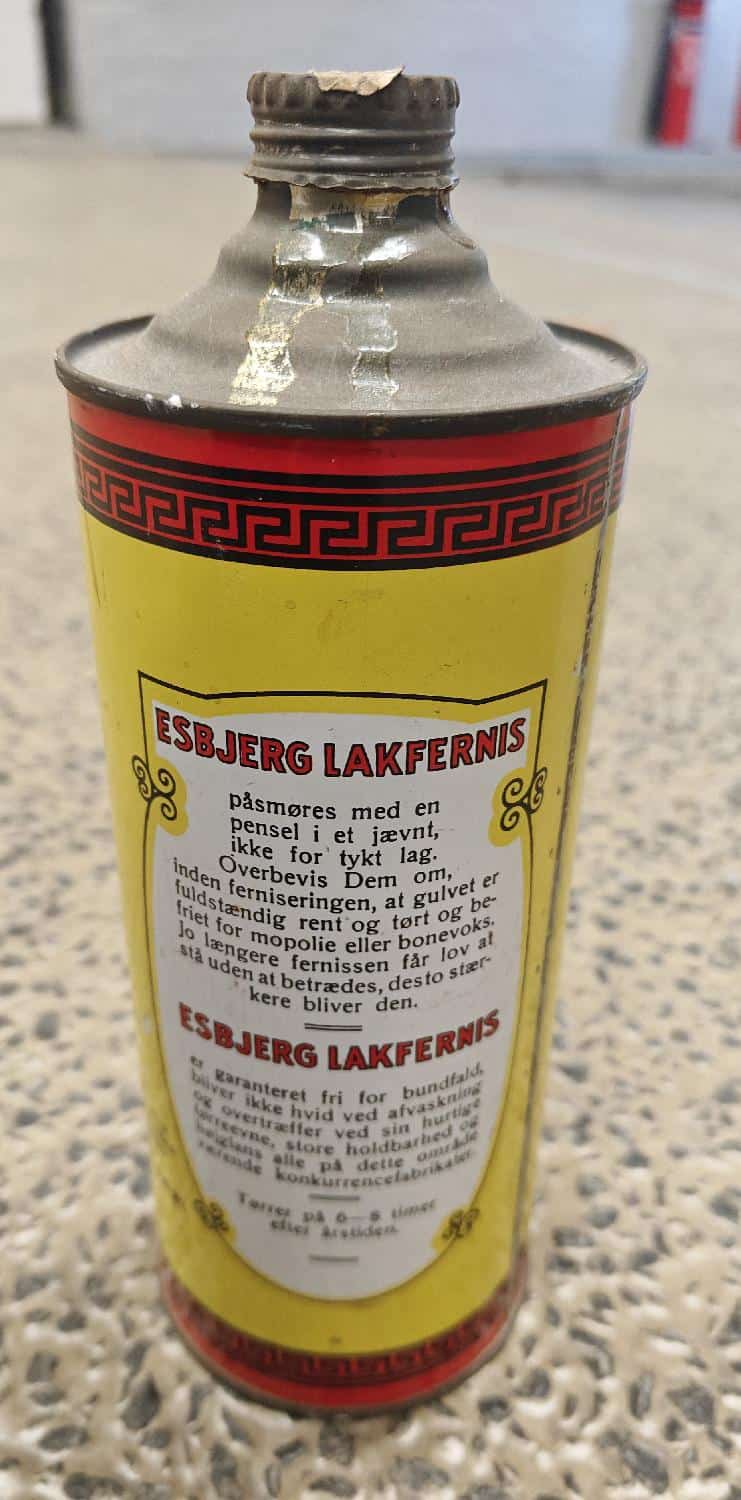 ESBJERG LAKFERNIS
påsmøres med en
pensel i et jævnt,
ikke for tykt lag.
Overbevis Dem om,
inden ferniseringen, at gulvet er
fuldstændig rent og tørt og be-
friet for mopolie eller bonevoks.
Jo længere fernissen får lov at
stå uden at betrædes, desto stær-
kere bliver den.
ESBJERG LAKFERNIS
er garanteret fri for bundfald,
bliver ikke hvid ved afvaskning
og overtræffer ved sin hurtige
tørreevne, store holdbarhed og
højglans alle på dette område
værende konkurrencefabrikater.
Tørrer på 6—8 timer
efter årstiden.